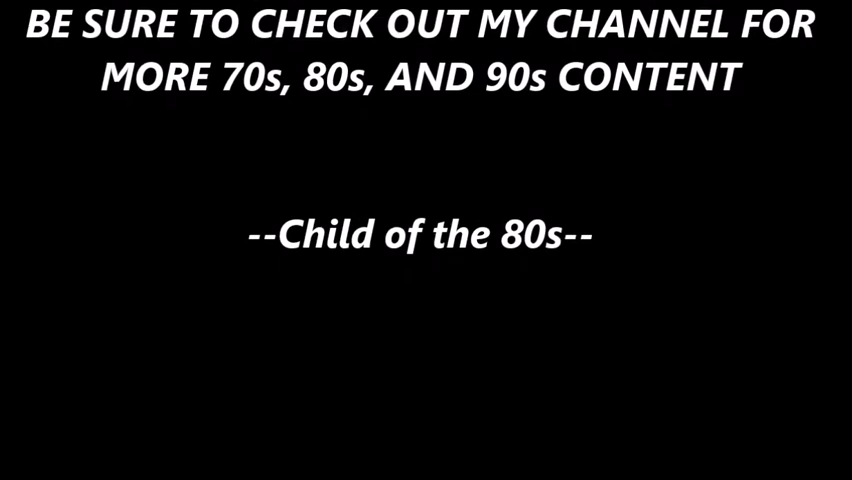 BE SURE TO CHECK OUT MY CHANNEL FOR
MORE 70s, 80s, AND 90s CONTENT
--Child of the 80s--